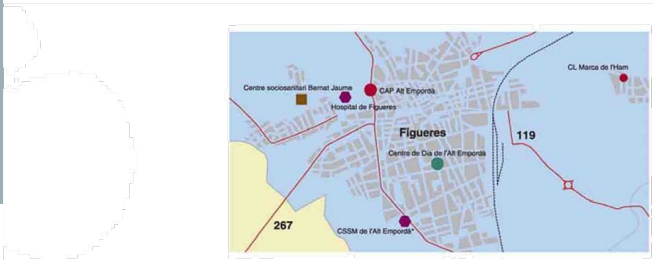 CL Marca de l'Ham
Centre sociosanitari Bernat Jaume
CAP Alt Empordà
Hospital de Figueres
Figueres
119
Centre de Dia de l'Alt Empordà
267
CSSM de l'Alt Empordà*